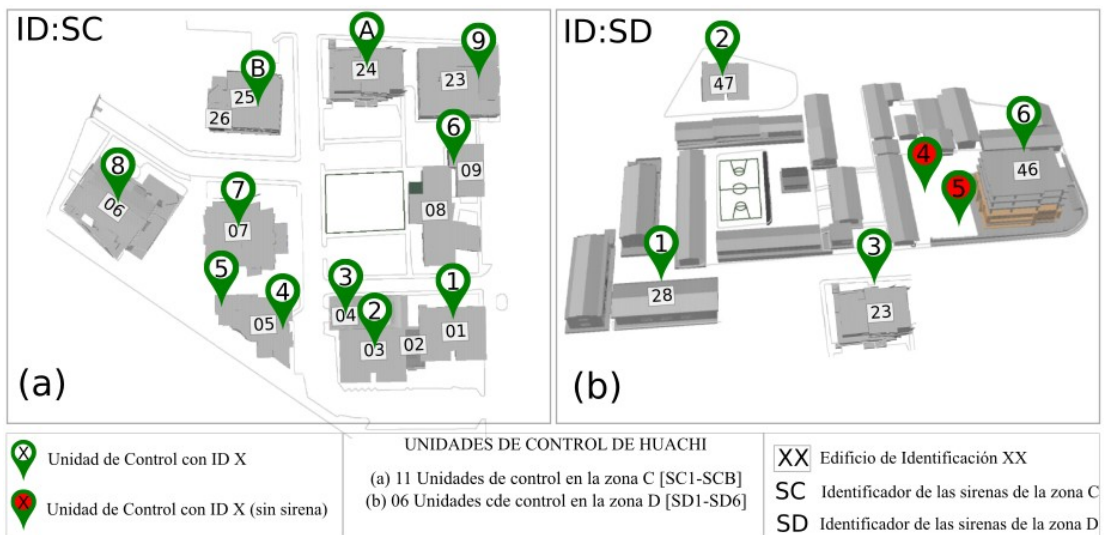 ID:SC
A
9
24
23
B
25
26
6
09
8
06
7
07
08
5
4
05
3
04
2
03
02
1
01
(a)
ID:SD
2
47
4
6
46
5
1
28
3
23
(b)
X Unidad de Control con ID X
X Unidad de Control con ID X (sin sirena)
UNIDADES DE CONTROL DE HUACHI
(a) 11 Unidades de control en la zona C [SC1-SCB]
(b) 06 Unidades cde control en la zona D [SD1-SD6]
XX Edificio de Identificación XX
SC Identificador de las sirenas de la zona C
SD Identificador de las sirenas de la zona D